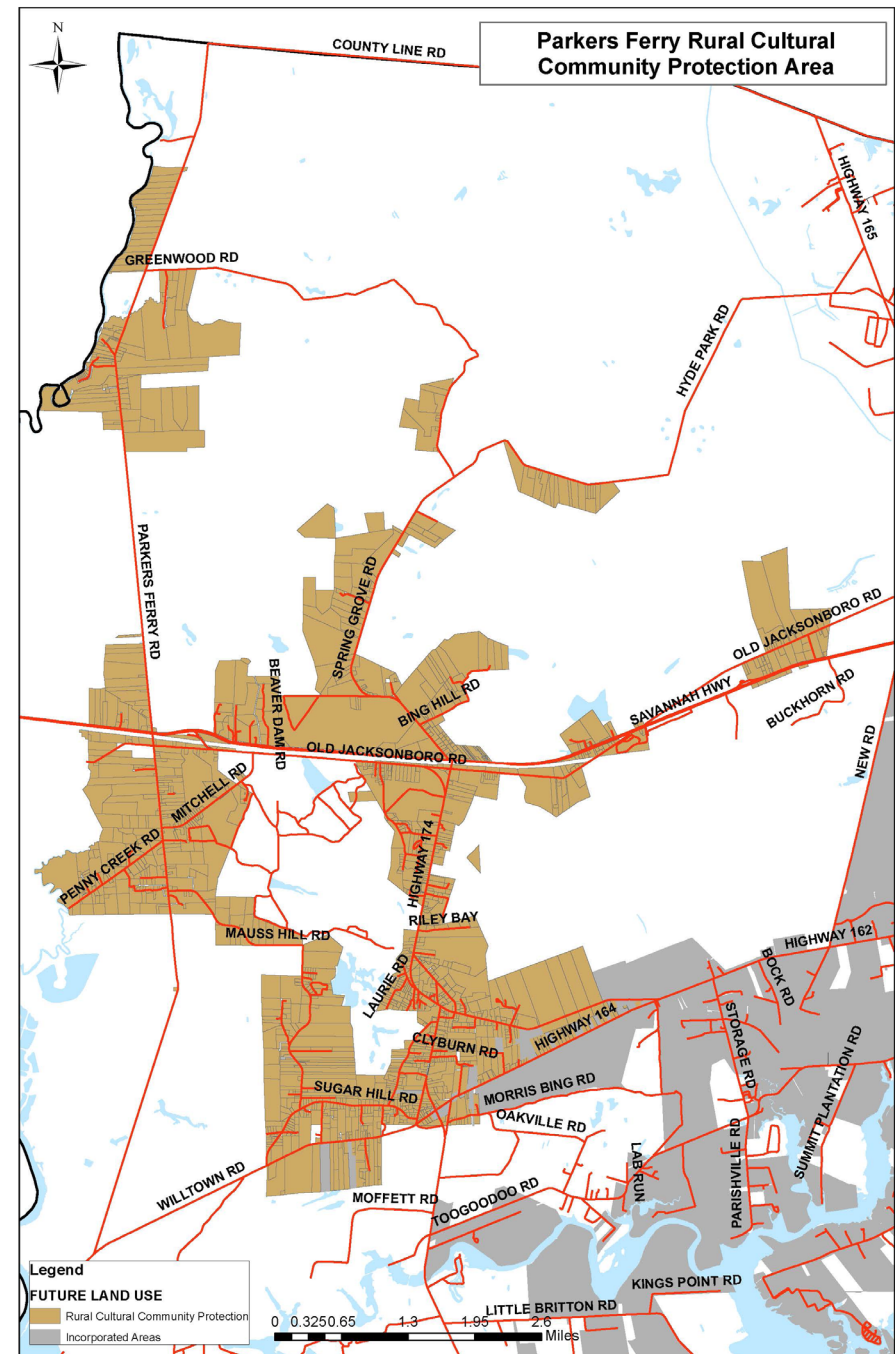 N
COUNTY LINE RD
Parkers Ferry Rural Cultural
Community Protection Area
HIGHWAY 165
GREENWOOD RD
HYDE PARK RD
PARKERS FERRY RD
SPRING GROVE RD
OLD JACKSONBORO RD
BEAVER DAM RD
BING HILL RD
SAVANNAH HWY
BUCKHORN RD
OLD JACKSONBORO RD
NEW RD
MITCHELL RD
PENNY CREEK RD
HIGHWAY 174
RILEY BAY
MAUSS HILL RD
HIGHWAY 162
LAURIE RD
BOCK RD
HIGHWAY 164
CLYBURN RD
STORAGE RD
SUMMIT PLANTATION RD
SUGAR HILL RD
MORRIS BING RD
OAKVILLE RD
LAB RUN
PARISHVILLE RD
WILLTOWN RD
MOFFETT RD
TOOGOODOO RD
KINGS POINT RD
LITTLE BRITTON RD
Legend
FUTURE LAND USE
Rural Cultural Community Protection
Incorporated Areas
0 0.325 0.65 1.3 1.95 2.6
Miles